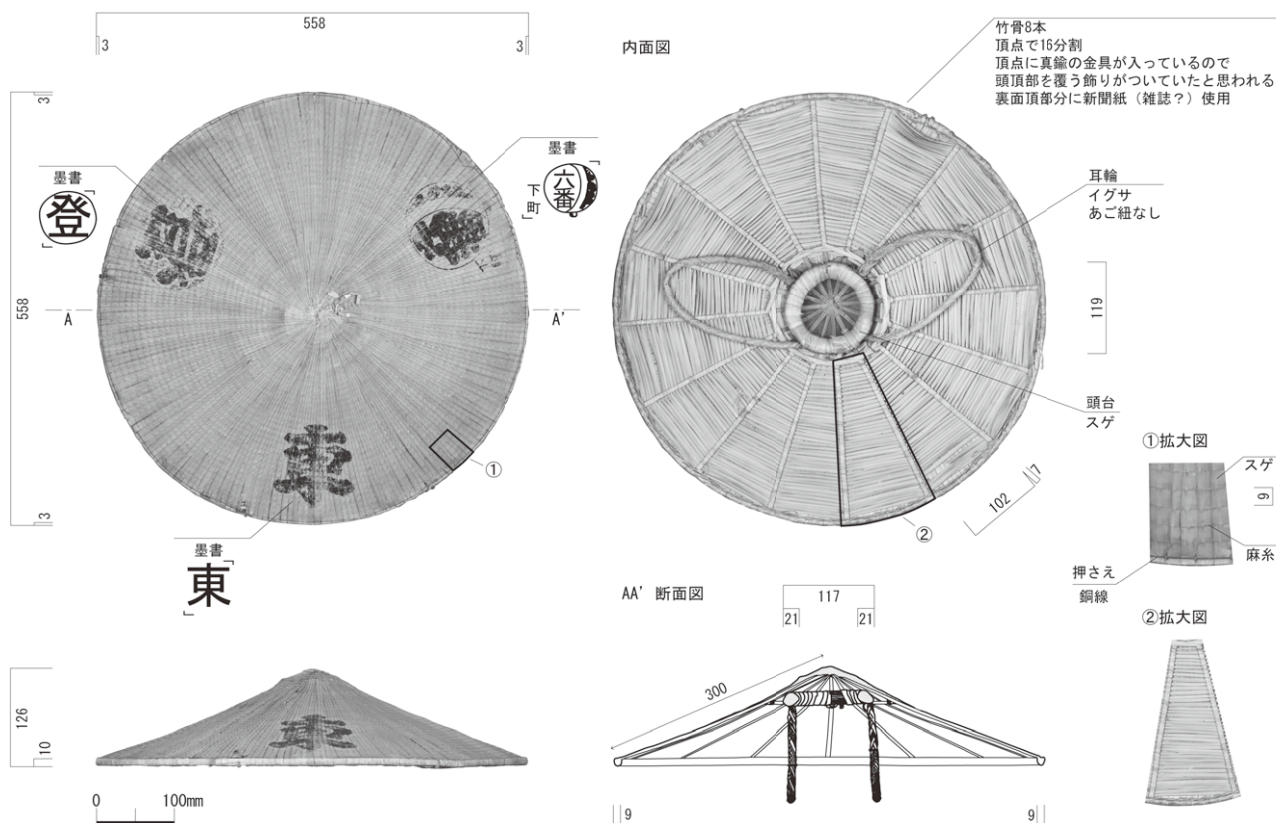 558
3
3
3
558
3
墨書
「登」
墨書
「六番
下町」
A
A'
①
墨書
「東」
126
10
0
100mm
内面図
竹骨8本
頂点で16分割
頂点に真鍮の金具が入っているので
頭頂部を覆う飾りがついていたと思われる
裏面頂部分に新聞紙（雑誌？）使用
耳輪
イグサ
あご紐なし
119
頭台
スゲ
7
102
②
AA' 断面図
117
21
21
300
9
9
①拡大図
スゲ
9
麻糸
押さえ
銅線
②拡大図